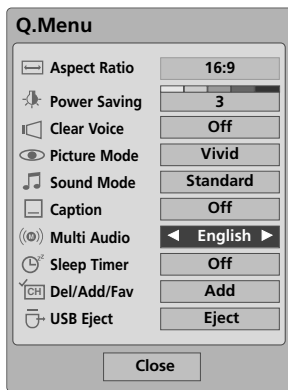 Q.Menu
Aspect Ratio 16:9
Power Saving 3
Clear Voice Off
Picture Mode Vivid
Sound Mode Standard
Caption Off
Multi Audio ◀ English ▶
Sleep Timer Off
Del/Add/Fav Add
USB Eject Eject
Close